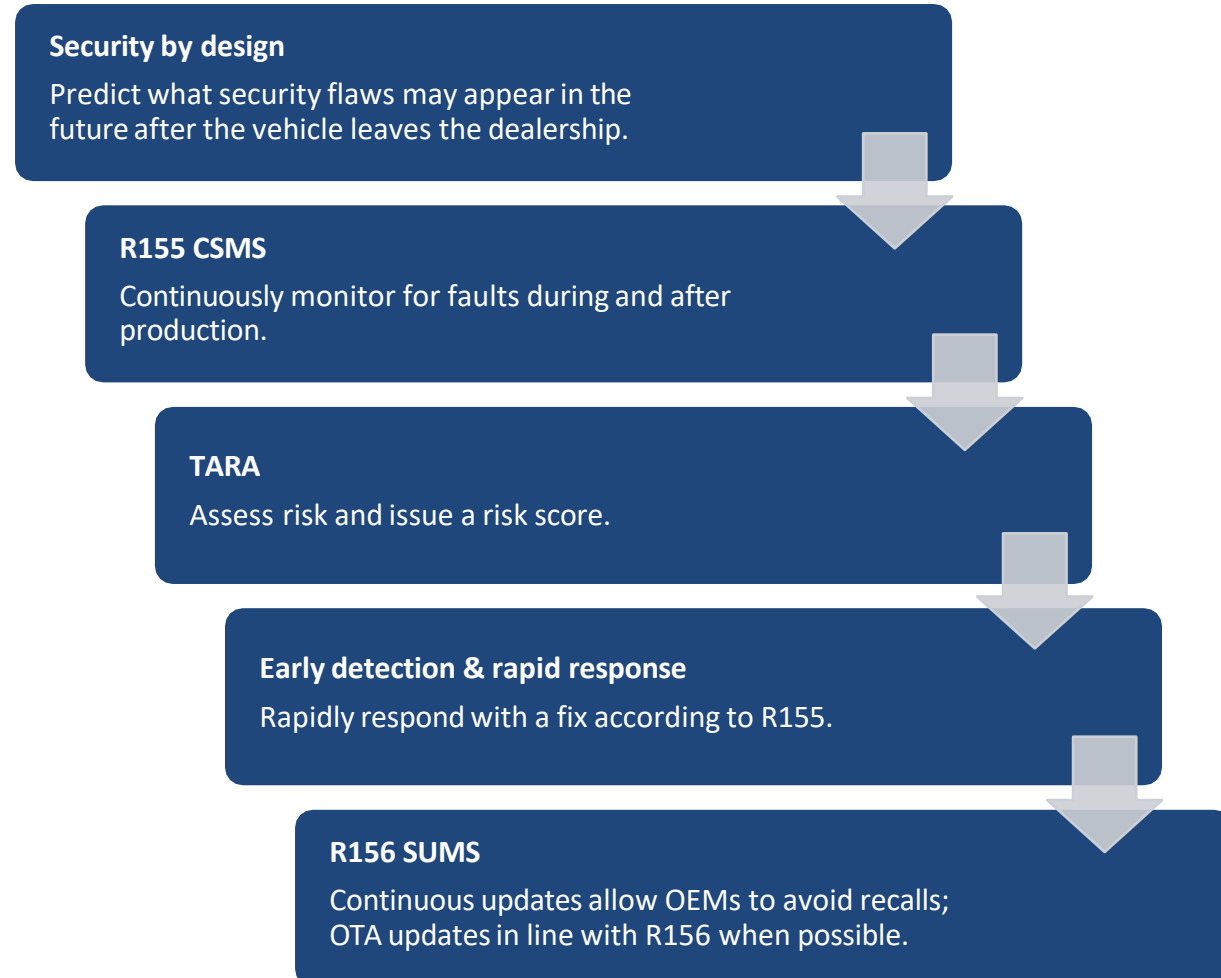 Security by design
Predict what security flaws may appear in the
future after the vehicle leaves the dealership.
R155 CSMS
Continuously monitor for faults during and after
production.
TARA
Assess risk and issue a risk score.
Early detection & rapid response
Rapidly respond with a fix according to R155.
R156 SUMS
Continuous updates allow OEMs to avoid recalls;
OTA updates in line with R156 when possible.